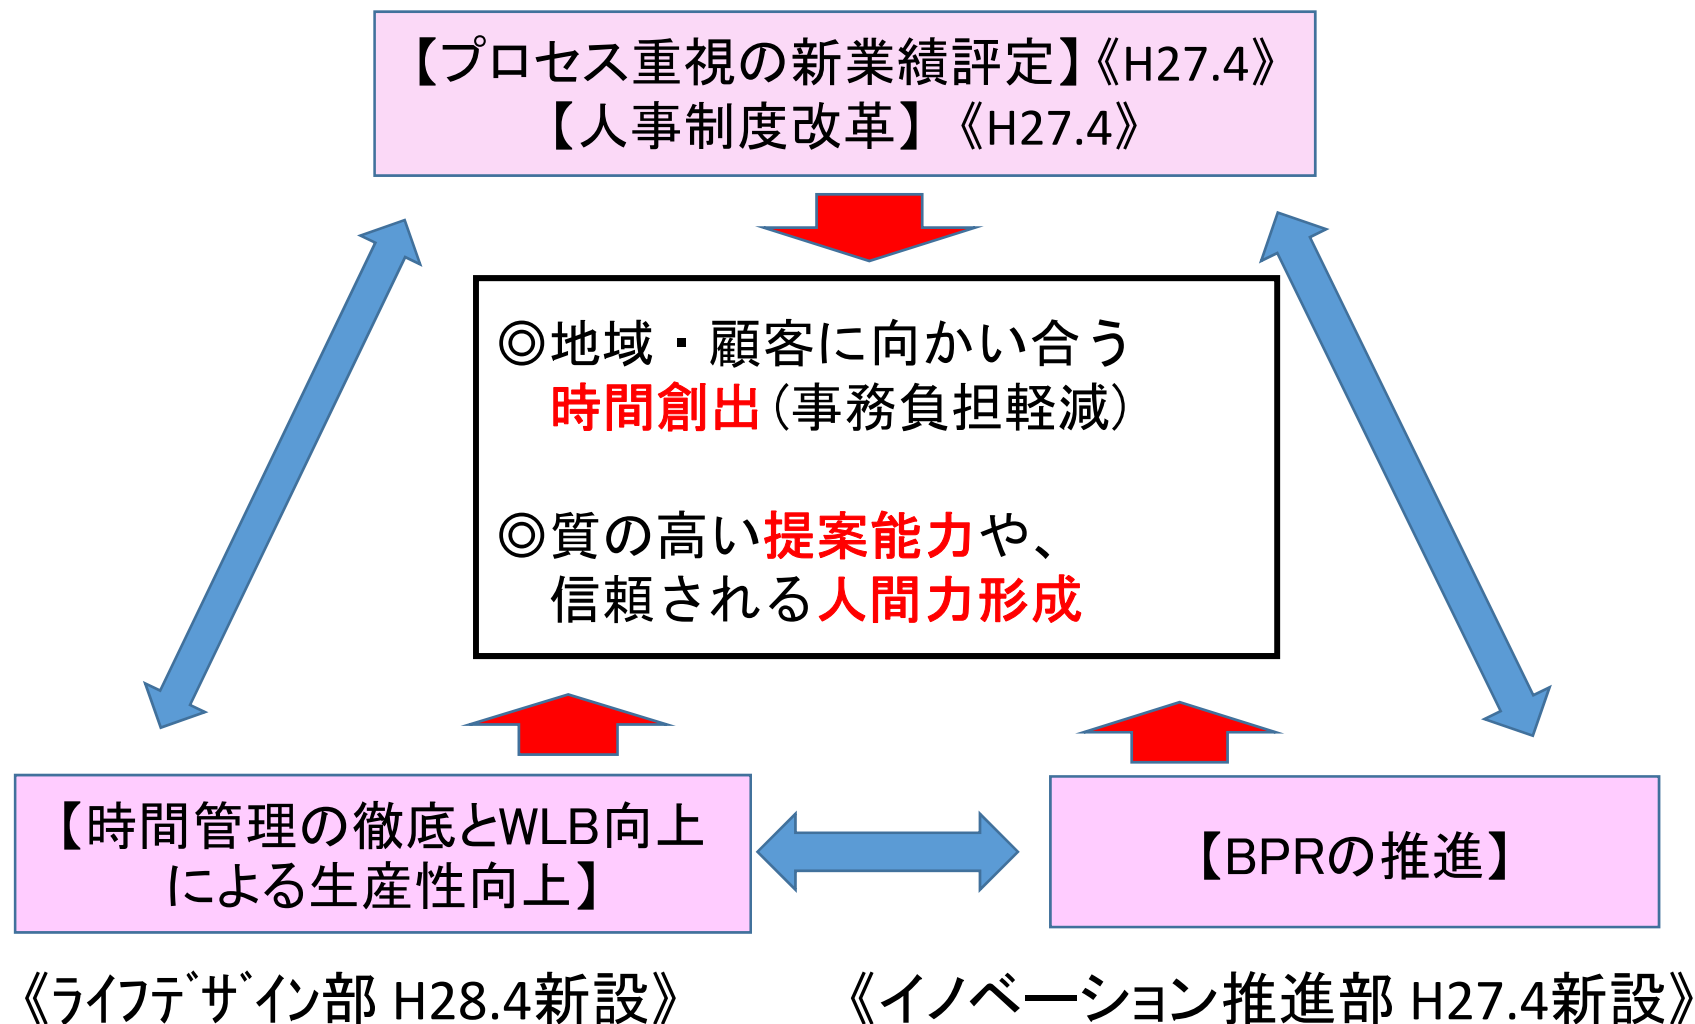 【プロセス重視の新業績評定】《H27.4》
【人事制度改革】《H27.4》
◎地域・顧客に向かい合う
時間創出(事務負担軽減)
◎質の高い提案能力や、
信頼される人間力形成
【時間管理の徹底とWLB向上
による生産性向上】
【BPRの推進】
《ﾗｲﾌﾃﾞｻﾞｲﾝ部 H28.4新設》
《イノベーション推進部 H27.4新設》